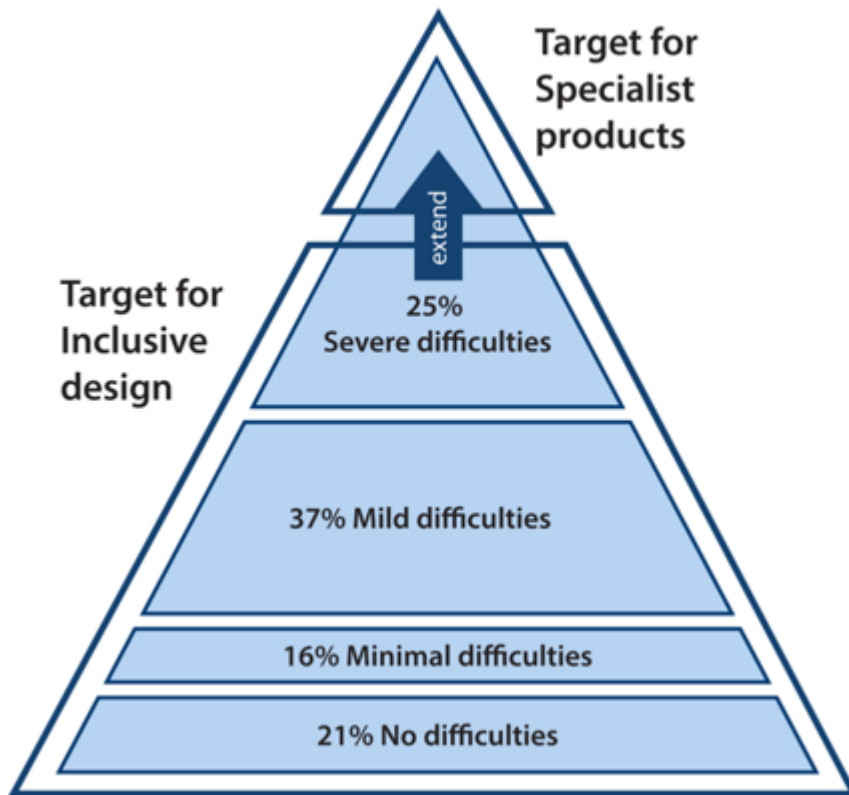 Target for
Specialist
products
extend
Target for
Inclusive
design
25%
Severe difficulties
37% Mild difficulties
16% Minimal difficulties
21% No difficulties